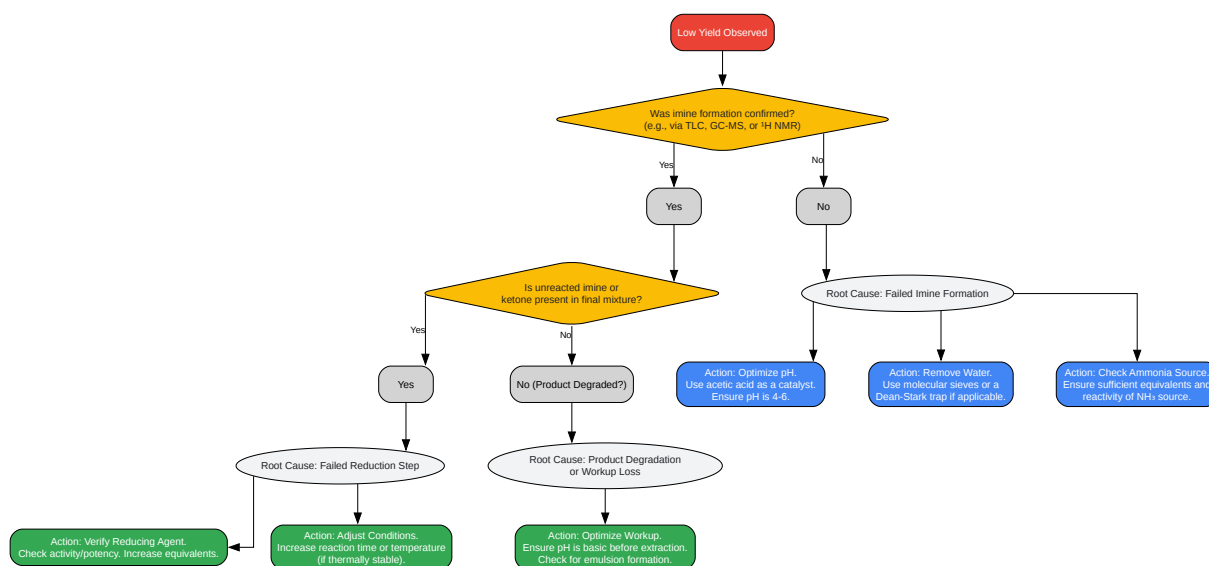 Low Yield Observed
Was imine formation confirmed?
(e.g., via TLC, GC-MS, or ¹H NMR)
Yes
No
Yes
No
Is unreacted imine or
ketone present in final mixture?
Root Cause: Failed Imine Formation
Yes
No
Action: Optimize pH.
Use acetic acid as a catalyst.
Ensure pH is 4-6.
Action: Remove Water.
Use molecular sieves or a
Dean-Stark trap if applicable.
Action: Check Ammonia Source.
Ensure sufficient equivalents and
reactivity of NH₃ source.
Yes
No (Product Degraded?)
Root Cause: Failed Reduction Step
Root Cause: Product Degradation
or Workup Loss
Action: Verify Reducing Agent.
Check activity/potency. Increase equivalents.
Action: Adjust Conditions.
Increase reaction time or temperature
(if thermally stable).
Action: Optimize Workup.
Ensure pH is basic before extraction.
Check for emulsion formation.